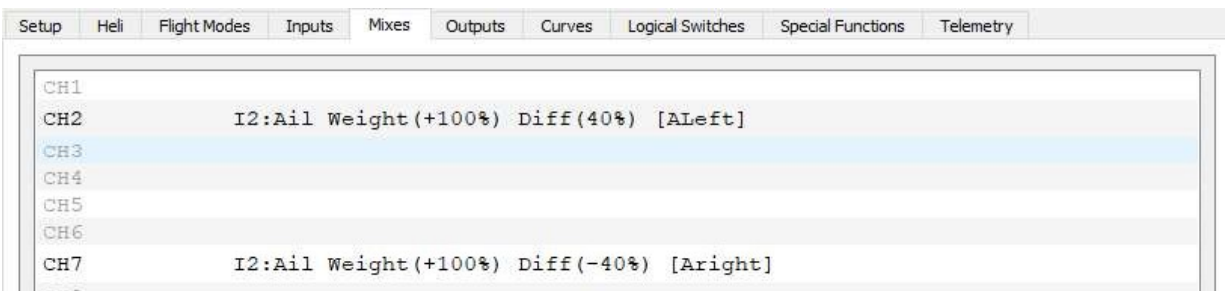 Setup Heli Flight Modes Inputs Mixes Outputs Curves Logical Switches Special Functions Telemetry
CH1
CH2 I2:Ail Weight(+100%) Diff(40%) [ALeft]
CH3
CH4
CH5
CH6
CH7 I2:Ail Weight(+100%) Diff(-40%) [Aright]